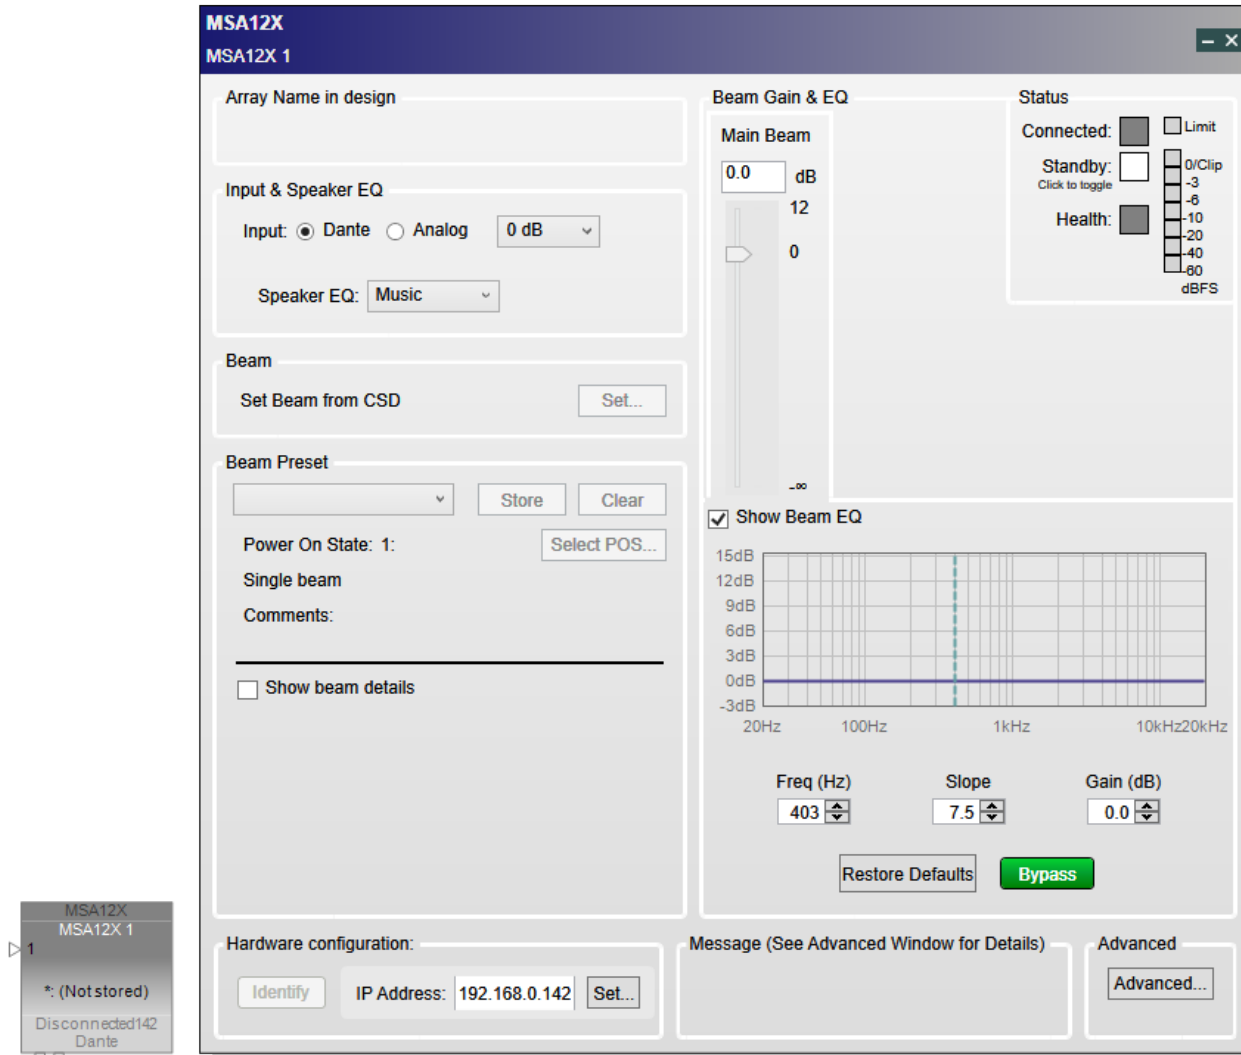 MSA12X
MSA12X 1
Array Name in design
Input & Speaker EQ
Input: Dante Analog 0 dB
Speaker EQ: Music
Beam
Set Beam from CSD Set...
Beam Preset
Store Clear
Power On State: 1: Select POS...
Single beam
Comments:
Show beam details
Beam Gain & EQ
Main Beam
0.0 dB
12
0
-∞
Status
Connected:
Standby:
Click to toggle
Health:
Limit
0/Clip
-3
-6
-10
-20
-40
-60
dBFS
Show Beam EQ
15dB
12dB
9dB
6dB
3dB
0dB
-3dB
20Hz 100Hz 1kHz 10kHz20kHz
Freq (Hz) Slope Gain (dB)
403 7.5 0.0
Restore Defaults Bypass
Hardware configuration:
Identify IP Address: 192.168.0.142 Set...
Message (See Advanced Window for Details)
Advanced
Advanced...
MSA12X
MSA12X 1
1
*: (Not stored)
Disconnected142
Dante